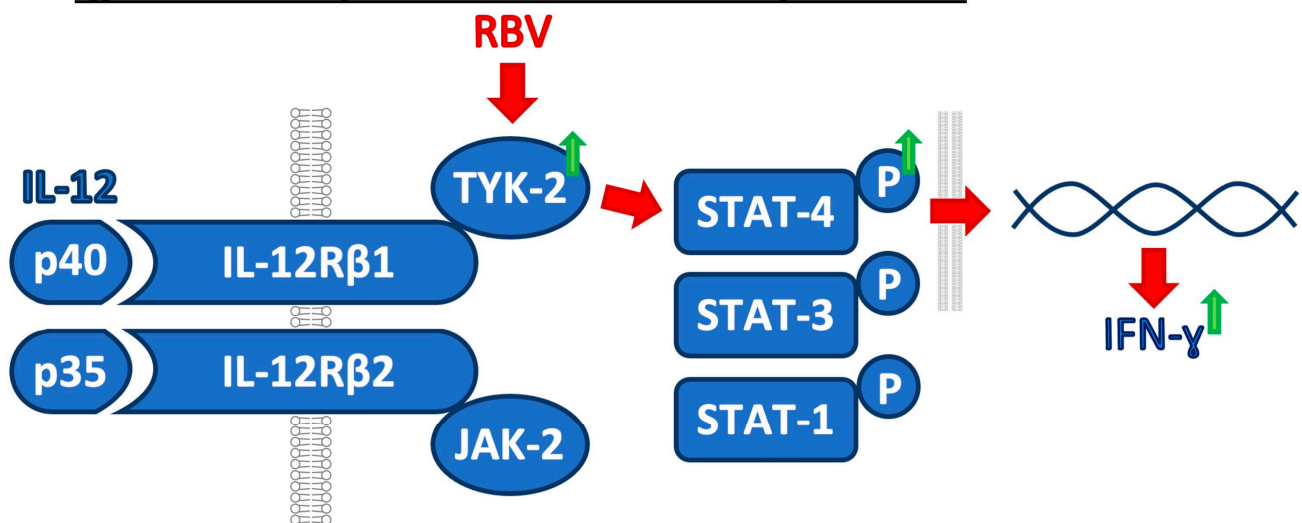 RBV
IL-12
TYK-2
P
STAT-4
p40
IL-12Rβ1
P
STAT-3
IFN-γ
p35
IL-12Rβ2
P
STAT-1
JAK-2